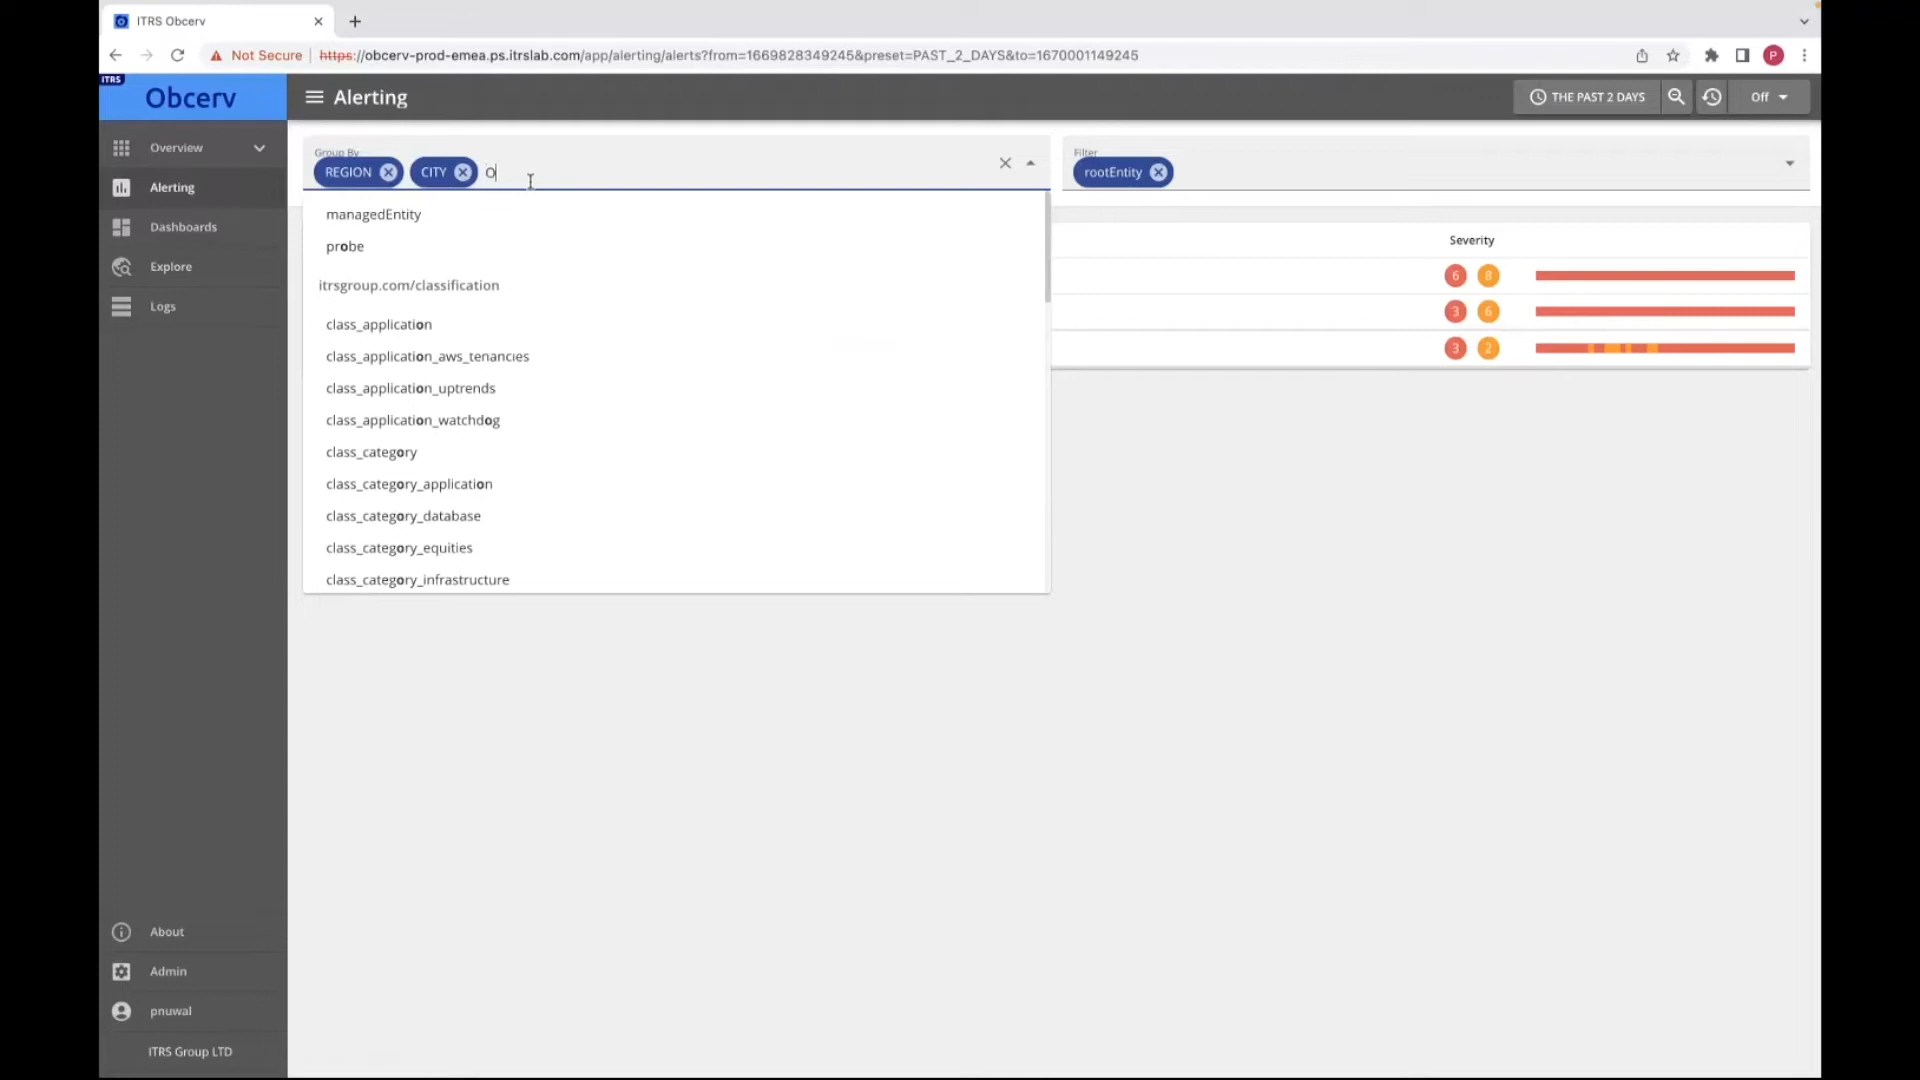 ITRS Obcerv
Not Secure https://obcerv-prod-emea.ps.itrslab.com/app/alerting/alerts?from=1669828349245&preset=PAST_2_DAYS&to=1670001149245 P
ITRS
Obcerv
Alerting
THE PAST 2 DAYS
Off
Overview
Alerting
Dashboards
Explore
Logs
About
Admin
pnuwal
ITRS Group LTD
Group By
REGION CITY O
Filter
rootEntity
managedEntity
probe
itrsgroup.com/classification
class_application
class_application_aws_tenancies
class_application_uptrends
class_application_watchdog
class_category
class_category_application
class_category_database
class_category_equities
class_category_infrastructure
Severity
6 8
3 6
3 2